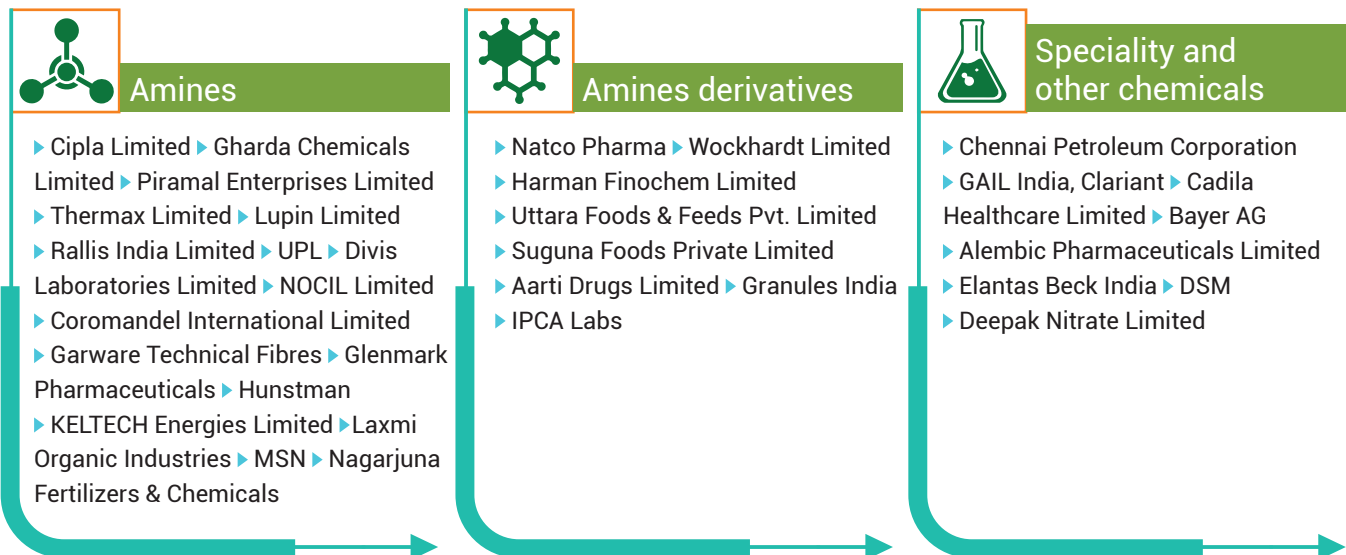 Amines
▸ Cipla Limited ▸ Gharda Chemicals
Limited ▸ Piramal Enterprises Limited
▸ Thermax Limited ▸ Lupin Limited
▸ Rallis India Limited ▸ UPL ▸ Divis
Laboratories Limited ▸ NOCIL Limited
▸ Coromandel International Limited
▸ Garware Technical Fibres ▸ Glenmark
Pharmaceuticals ▸ Hunstman
▸ KELTECH Energies Limited ▸Laxmi
Organic Industries ▸ MSN ▸ Nagarjuna
Fertilizers & Chemicals
Amines derivatives
▸ Natco Pharma ▸ Wockhardt Limited
▸ Harman Finochem Limited
▸ Uttara Foods & Feeds Pvt. Limited
▸ Suguna Foods Private Limited
▸ Aarti Drugs Limited ▸ Granules India
▸ IPCA Labs
Speciality and
other chemicals
▸ Chennai Petroleum Corporation
▸ GAIL India, Clariant ▸ Cadila
Healthcare Limited ▸ Bayer AG
▸ Alembic Pharmaceuticals Limited
▸ Elantas Beck India ▸ DSM
▸ Deepak Nitrate Limited